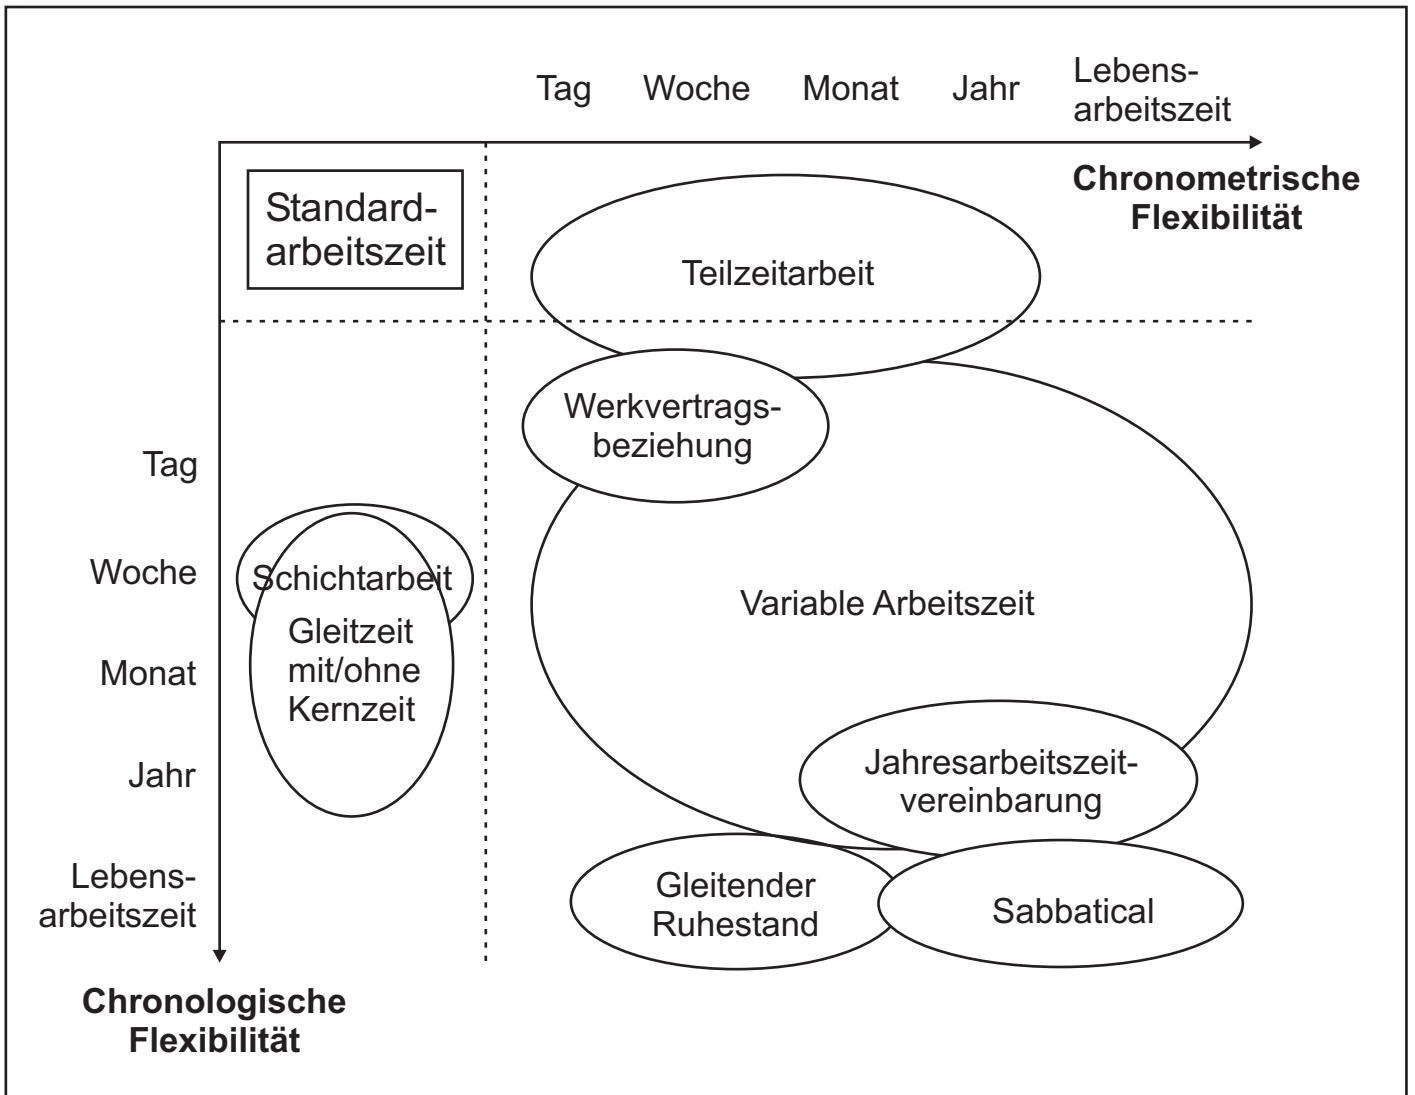 Tag Woche Monat Jahr Lebens-
arbeitszeit
Chronometrische
Flexibilität
Standard-
arbeitszeit
Teilzeitarbeit
Werkvertrags-
beziehung
Tag
Woche
Schichtarbeit
Variable Arbeitszeit
Gleitzeit
mit/ohne
Kernzeit
Monat
Jahr
Jahresarbeitszeit-
vereinbarung
Lebens-
arbeitszeit
Gleitender
Ruhestand
Sabbatical
Chronologische
Flexibilität